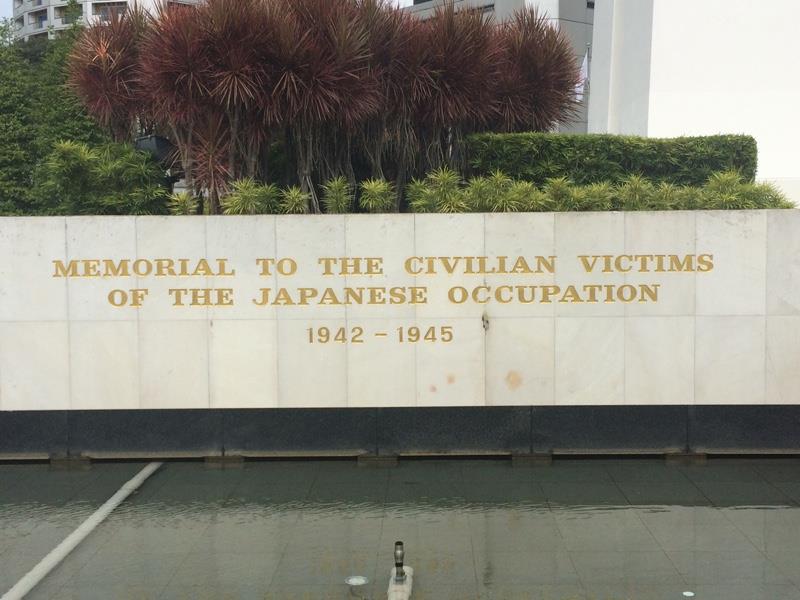 MEMORIAL TO THE CIVILIAN VICTIMS
OF THE JAPANESE OCCUPATION
1942 – 1945